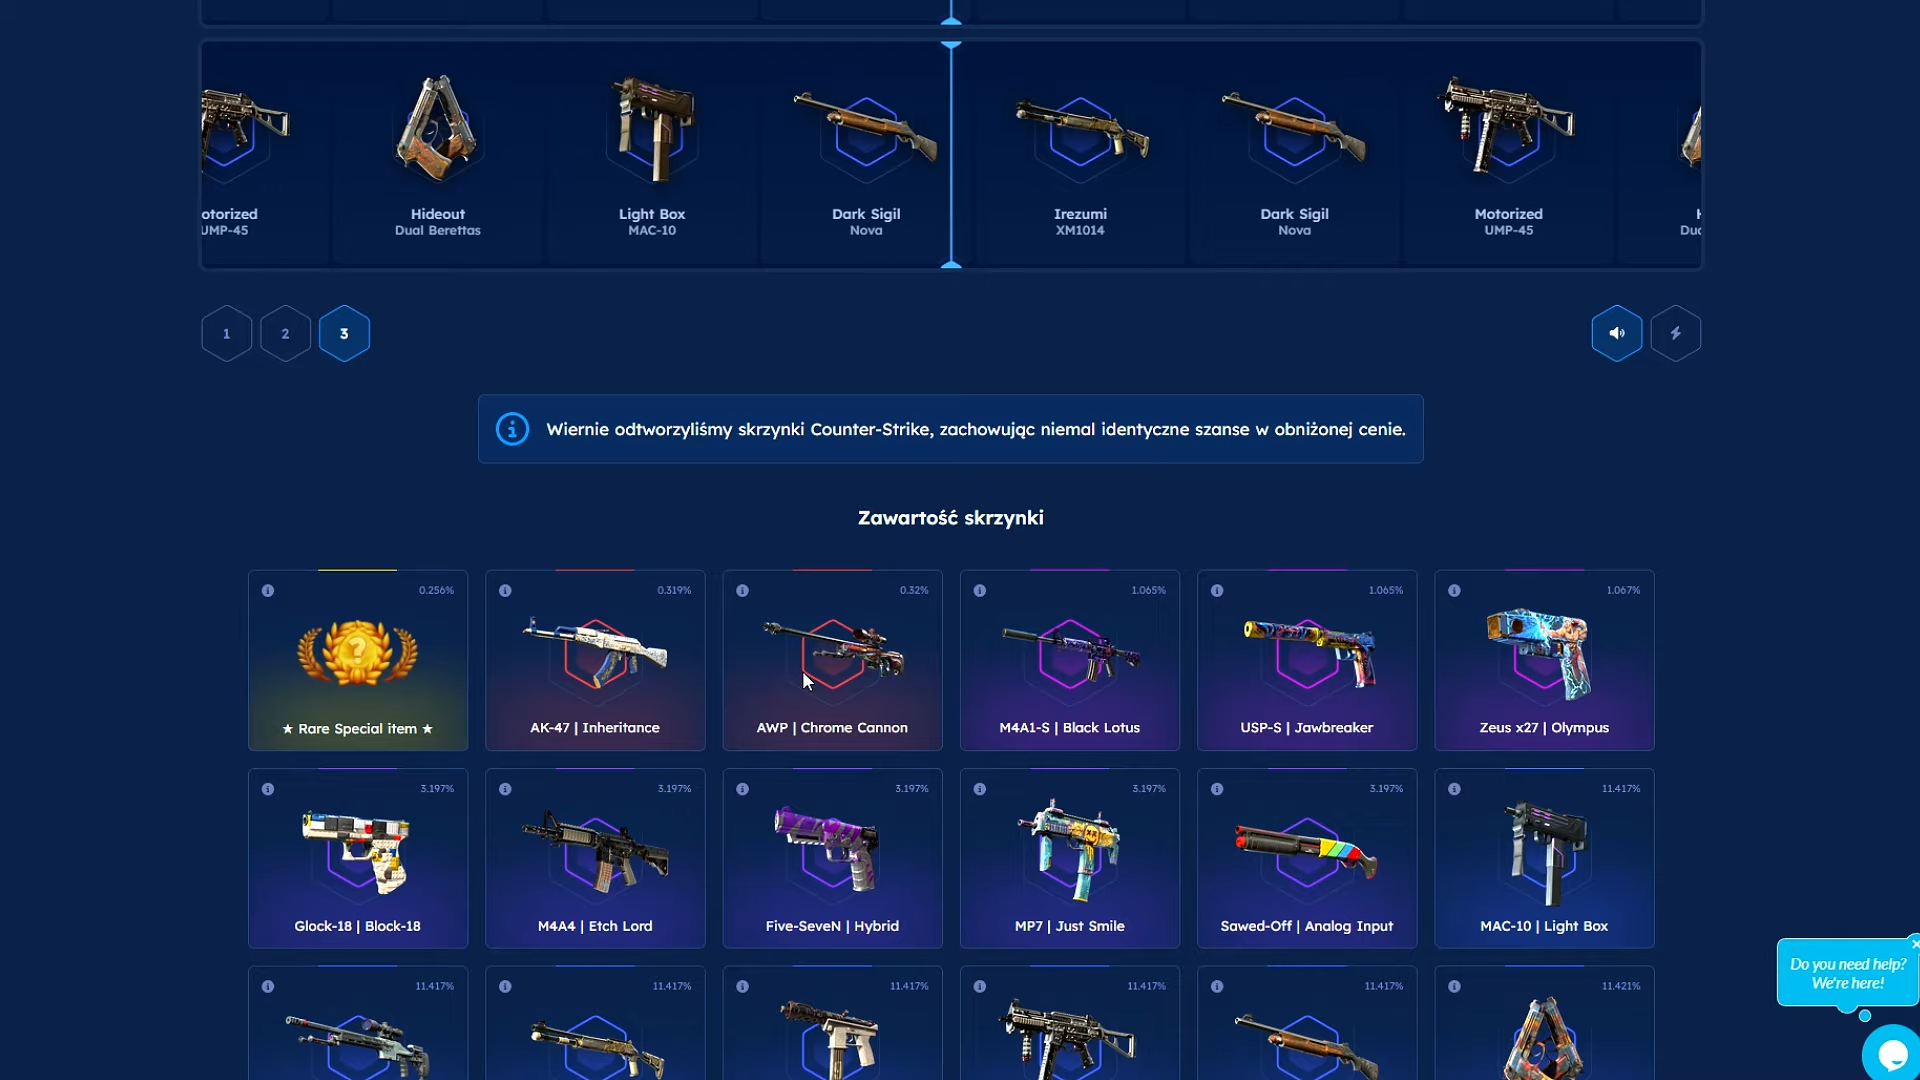 otorized
UMP-45
Hideout
Dual Berettas
Light Box
MAC-10
Dark Sigil
Nova
Irezumi
XM1014
Dark Sigil
Nova
Motorized
UMP-45
H
Dua
1
2
3
Wiernie odtworzyliśmy skrzynki Counter-Strike, zachowując niemal identyczne szanse w obniżonej cenie.
Zawartość skrzynki
0.256%
★ Rare Special item ★
0.319%
AK-47 | Inheritance
0.32%
AWP | Chrome Cannon
1.065%
M4A1-S | Black Lotus
1.065%
USP-S | Jawbreaker
1.067%
Zeus x27 | Olympus
3.197%
Glock-18 | Block-18
3.197%
M4A4 | Etch Lord
3.197%
Five-SeveN | Hybrid
3.197%
MP7 | Just Smile
3.197%
Sawed-Off | Analog Input
11.417%
MAC-10 | Light Box
11.417%
11.417%
11.417%
11.417%
11.417%
11.421%
Do you need help?
We're here!